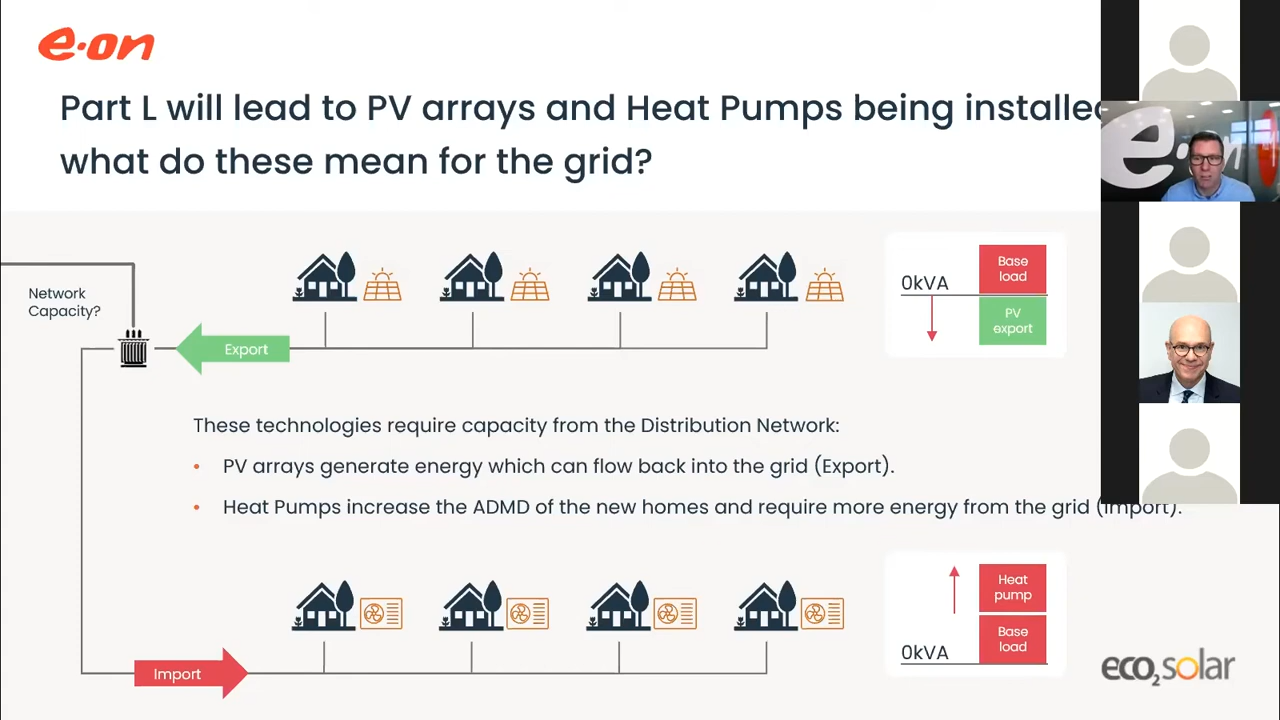 e·on
Part L will lead to PV arrays and Heat Pumps being installe
what do these mean for the grid?
e·on
Network
Capacity?
Export
0kVA
Base
load
PV
export
These technologies require capacity from the Distribution Network:
• PV arrays generate energy which can flow back into the grid (Export).
• Heat Pumps increase the ADMD of the new homes and require more energy from the grid (Import).
Import
0kVA
Heat
pump
Base
load
eco2solar